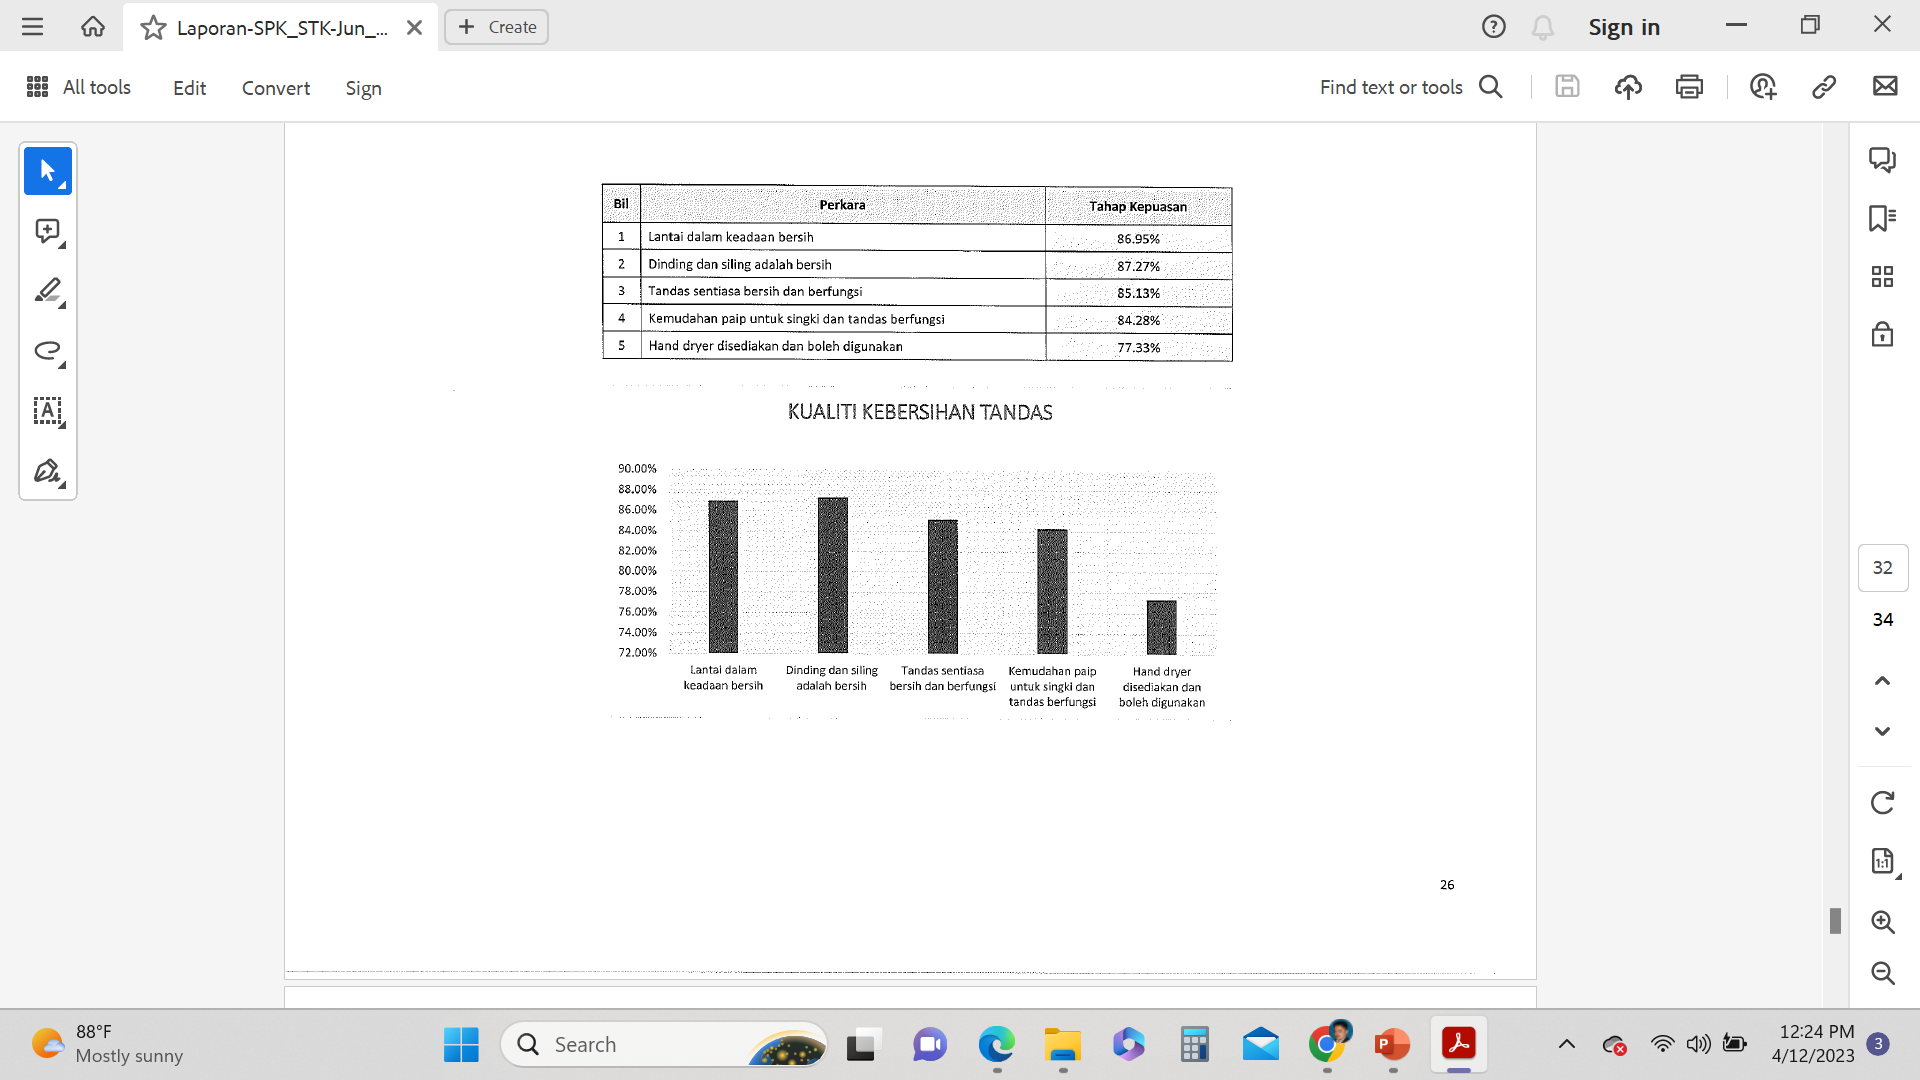 Laporan-SPK_STK-Jun_...
Create
Sign in
All tools
Edit
Convert
Sign
Find text or tools
Bil Perkara Tahap Kepuasan
1 Lantai dalam keadaan bersih 86.95%
2 Dinding dan siling adalah bersih 87.27%
3 Tandas sentiasa bersih dan berfungsi 85.13%
4 Kemudahan paip untuk singki dan tandas berfungsi 84.28%
5 Hand dryer disediakan dan boleh digunakan 77.33%
KUALITI KEBERSIHAN TANDAS
90.00%
88.00%
86.00%
84.00%
82.00%
80.00%
78.00%
76.00%
74.00%
72.00%
Lantai dalam
keadaan bersih
Dinding dan siling
adalah bersih
Tandas sentiasa
bersih dan berfungsi
Kemudahan paip
untuk singki dan
tandas berfungsi
Hand dryer
disediakan dan
boleh digunakan
26
32
34
1:1
88°F
Mostly sunny
Search
12:24 PM
4/12/2023
3